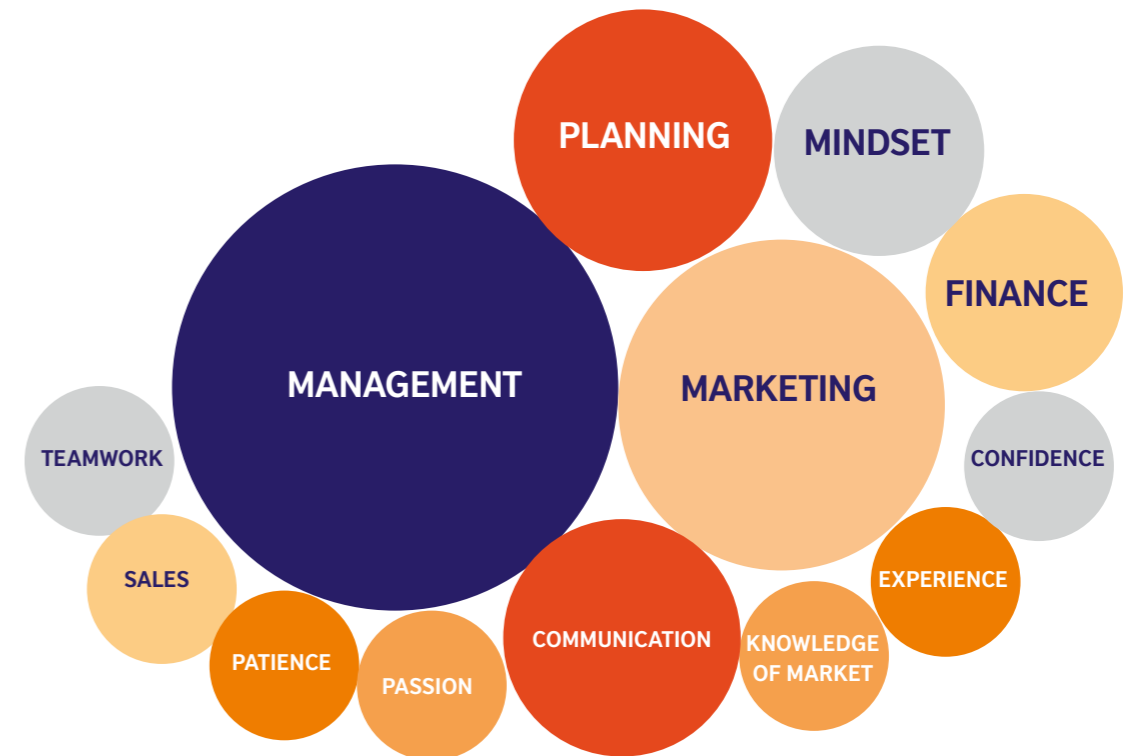 PLANNING
MINDSET
FINANCE
MANAGEMENT
MARKETING
TEAMWORK
CONFIDENCE
SALES
EXPERIENCE
PATIENCE
PASSION
COMMUNICATION
KNOWLEDGE
OF MARKET